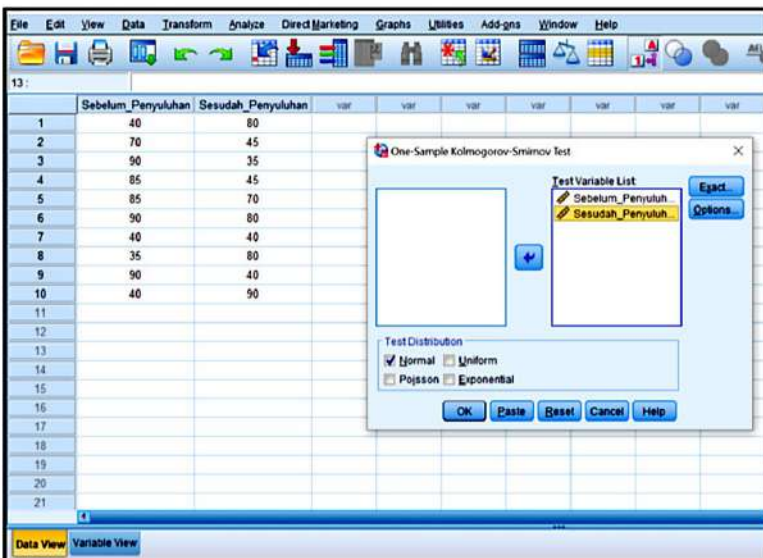 File Edit View Data Transform Analyze Direct Marketing Graphs Utilities Add-ons Window Help
13 :
Sebelum_Penyuluhan Sesudah_Penyuluhan var var var var var var var
1 40 80
2 70 45
3 90 35
4 85 45
5 85 70
6 90 80
7 40 40
8 35 80
9 90 40
10 40 90
11
12
13
14
15
16
17
18
19
20
21
One-Sample Kolmogorov-Smirnov Test
Test Variable List:
Sebelum_Penyuluh...
Sesudah_Penyuluh...
Exact...
Options...
Test Distribution
Normal Uniform
Poisson Exponential
OK Paste Reset Cancel Help
Data View Variable View